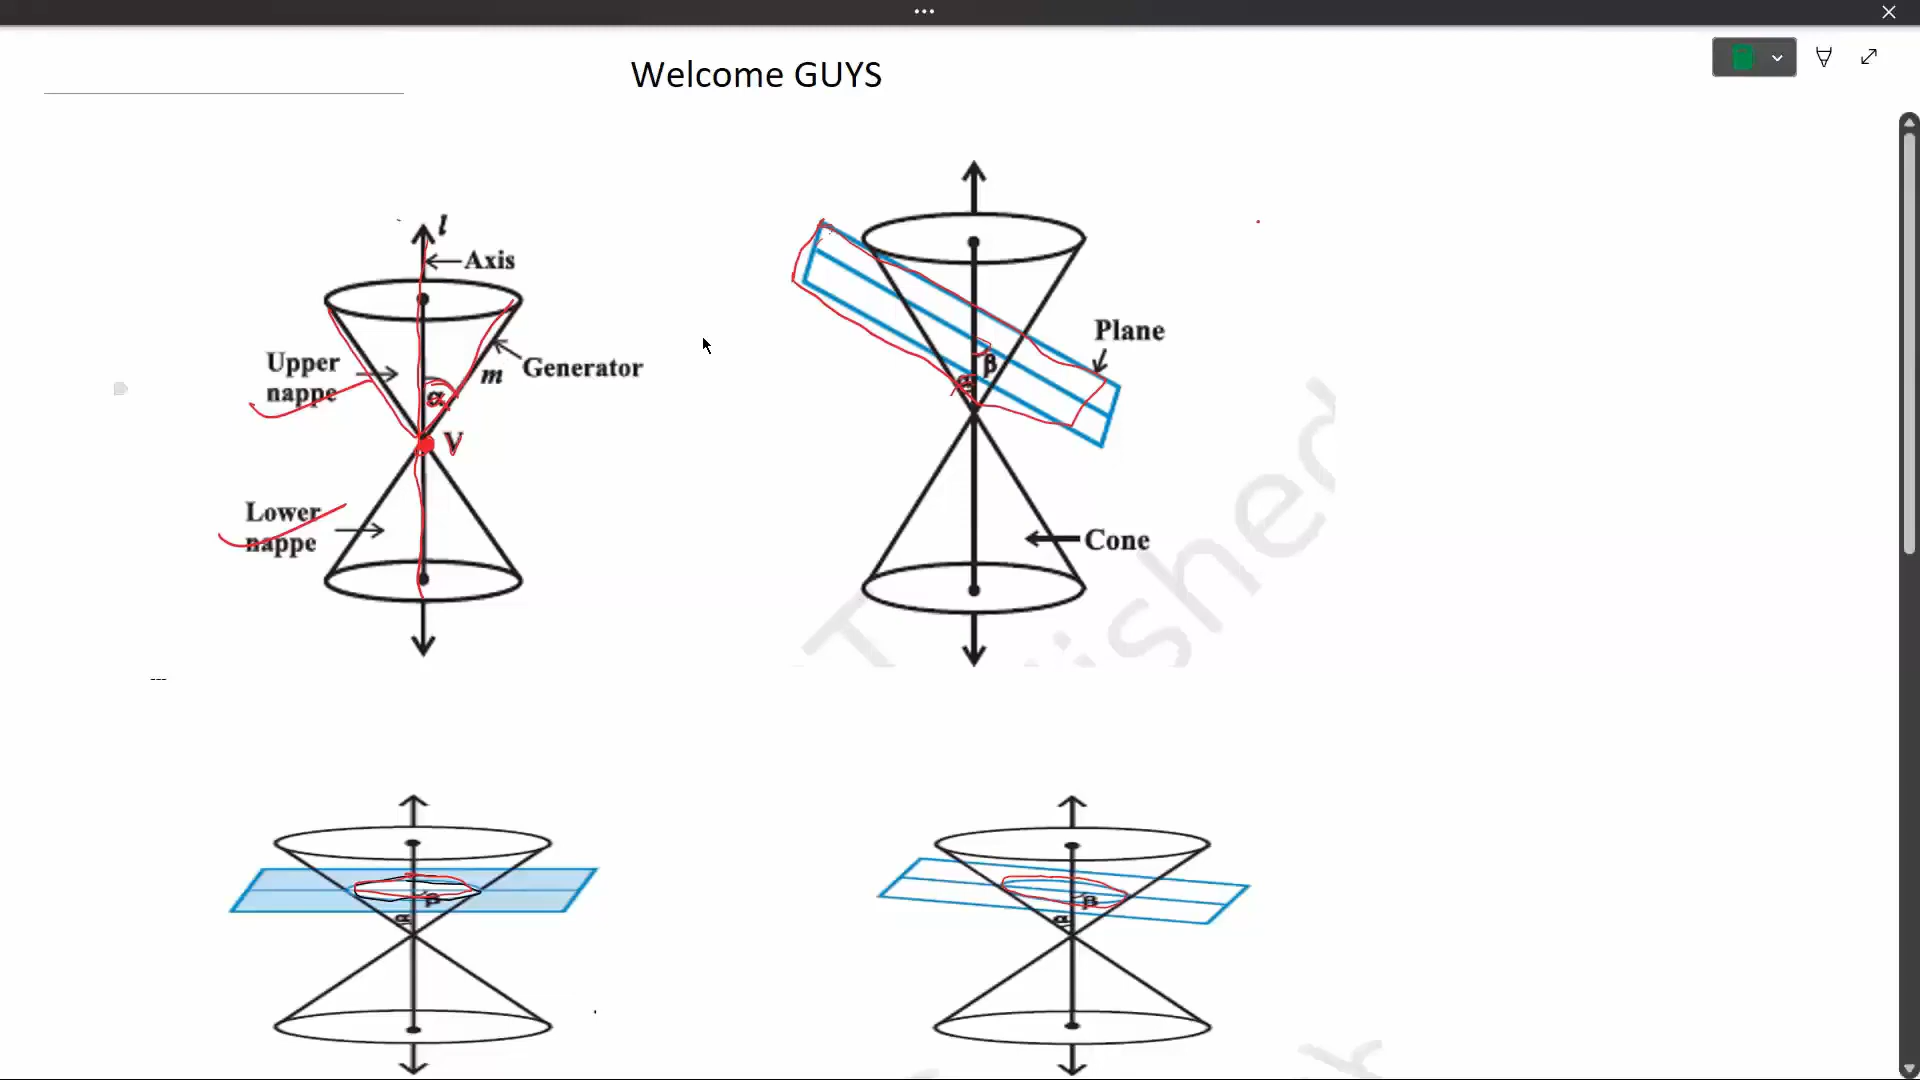 Welcome GUYS
l
Axis
Upper
nappe
m
Generator
α
V
Lower
nappe
Plane
β
α
Cone
β
α
β
α